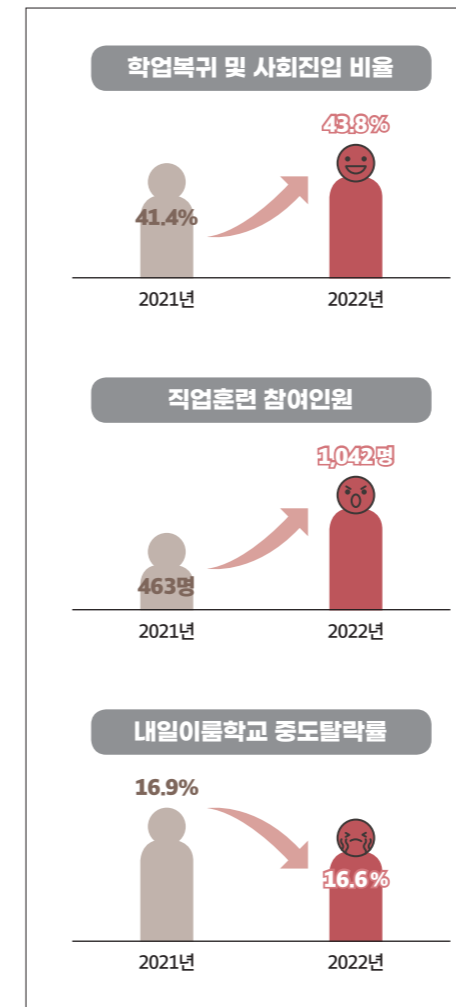 학업복귀 및 사회진입 비율
43.8%
41.4%
2021년 2022년
직업훈련 참여인원
1,042명
463명
2021년 2022년
내일이룸학교 중도탈락률
16.9%
16.6%
2021년 2022년